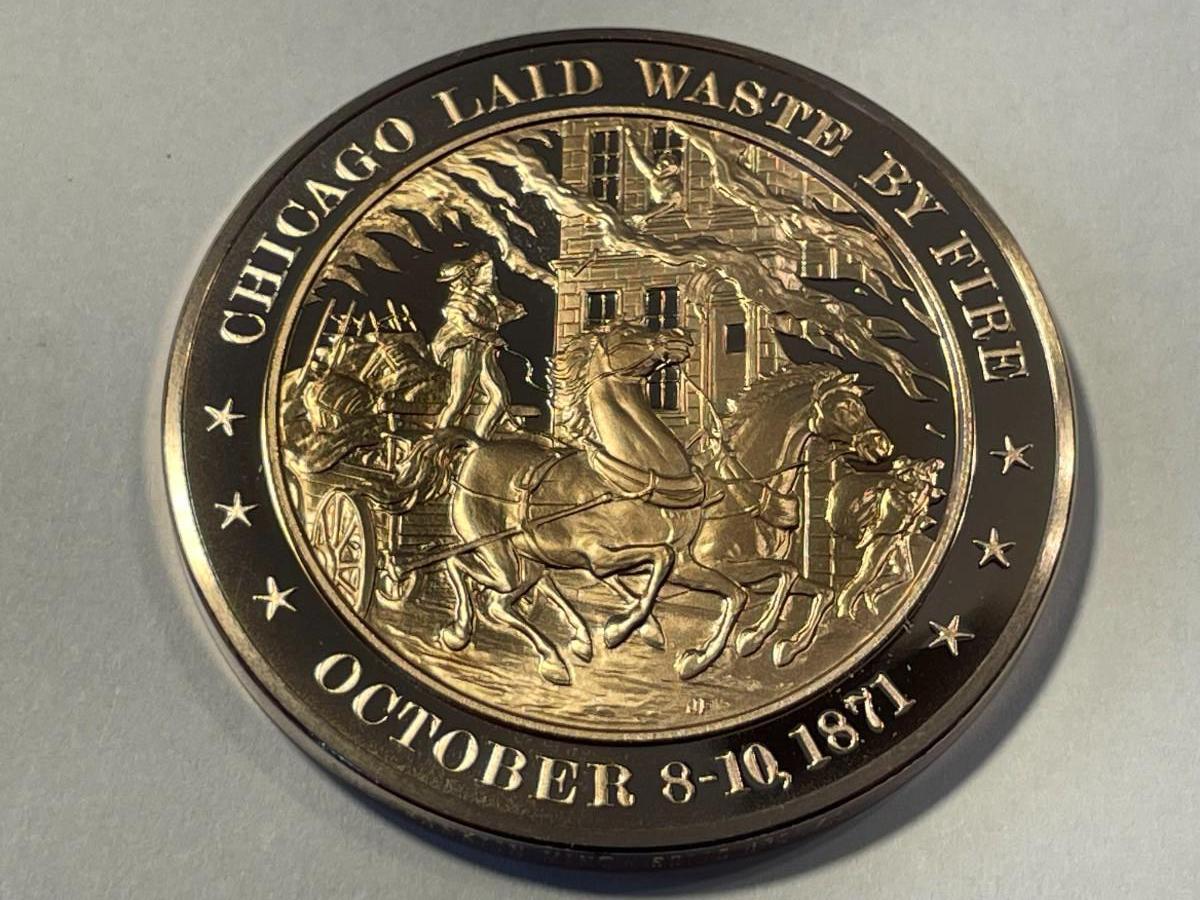 CHICAGO LAID WASTE BY FIRE
OCTOBER 8-10, 1871